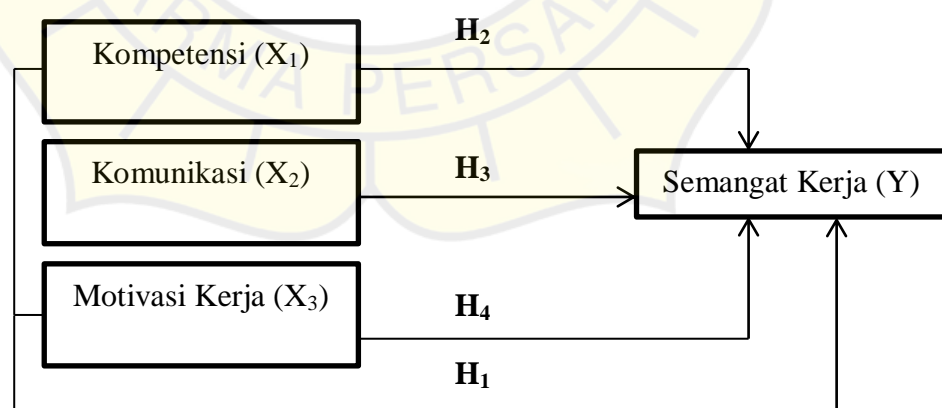 H₂
Kompetensi (X₁)
Komunikasi (X₂)
H₃
Semangat Kerja (Y)
Motivasi Kerja (X₃)
H₄
H₁